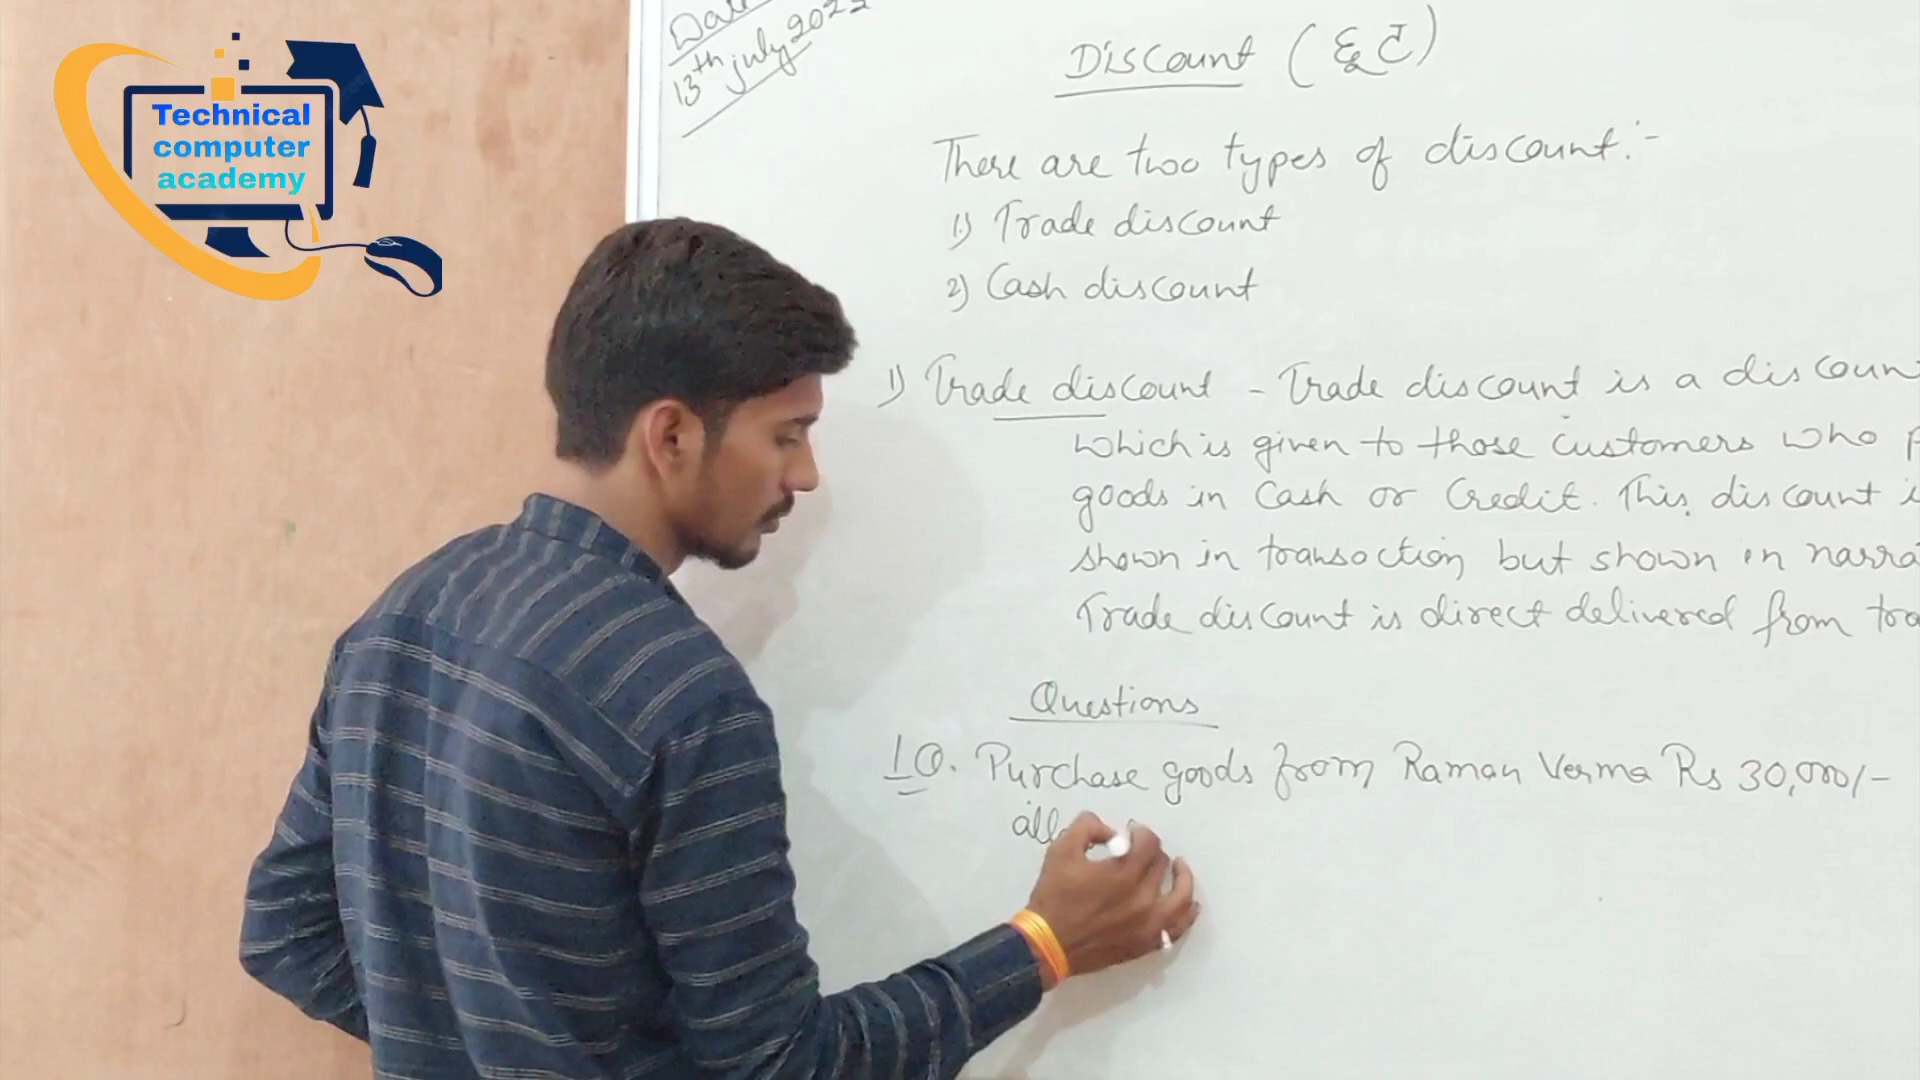 Technical
computer
academy
Date
13th july 2022
Discount (छूट)
There are two types of discount:-
1.) Trade discount
2) Cash discount
1) Trade discount - Trade discount is a discoun
which is given to those customers who p
goods in Cash or Credit. This discount i
shown in transaction but shown in narra
Trade discount is direct delivered from tra
Questions
1Q. Purchase goods from Raman Verma Rs 30,000/-
all